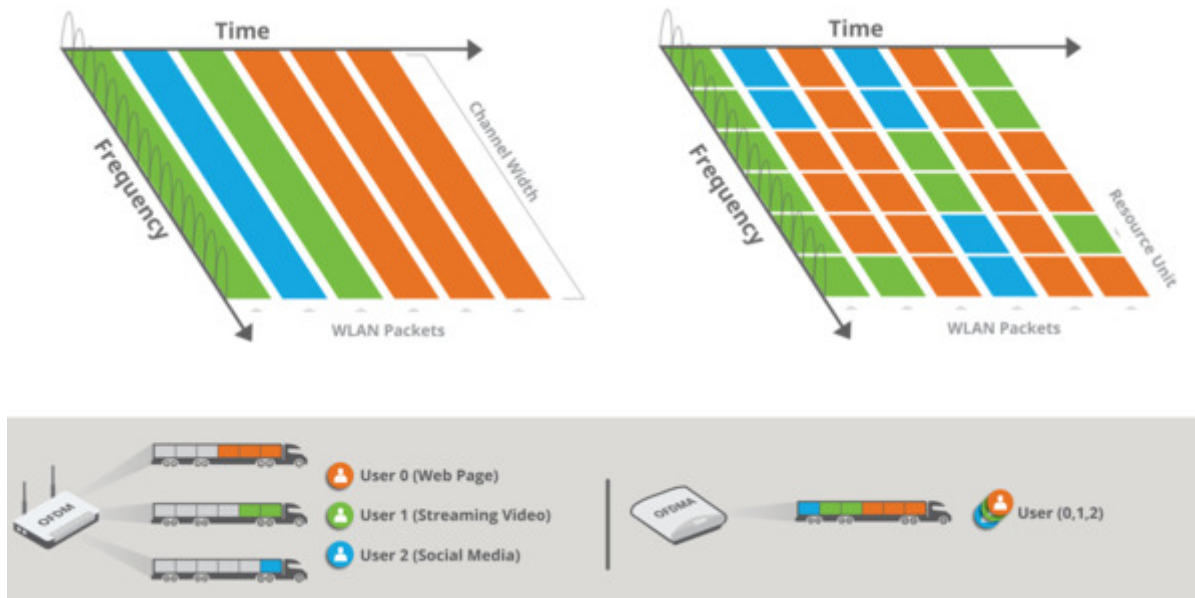 Time
Frequency
Channel Width
WLAN Packets
Time
Frequency
Resource Unit
WLAN Packets
OFDM
User 0 (Web Page)
User 1 (Streaming Video)
User 2 (Social Media)
OFDMA
User (0,1,2)